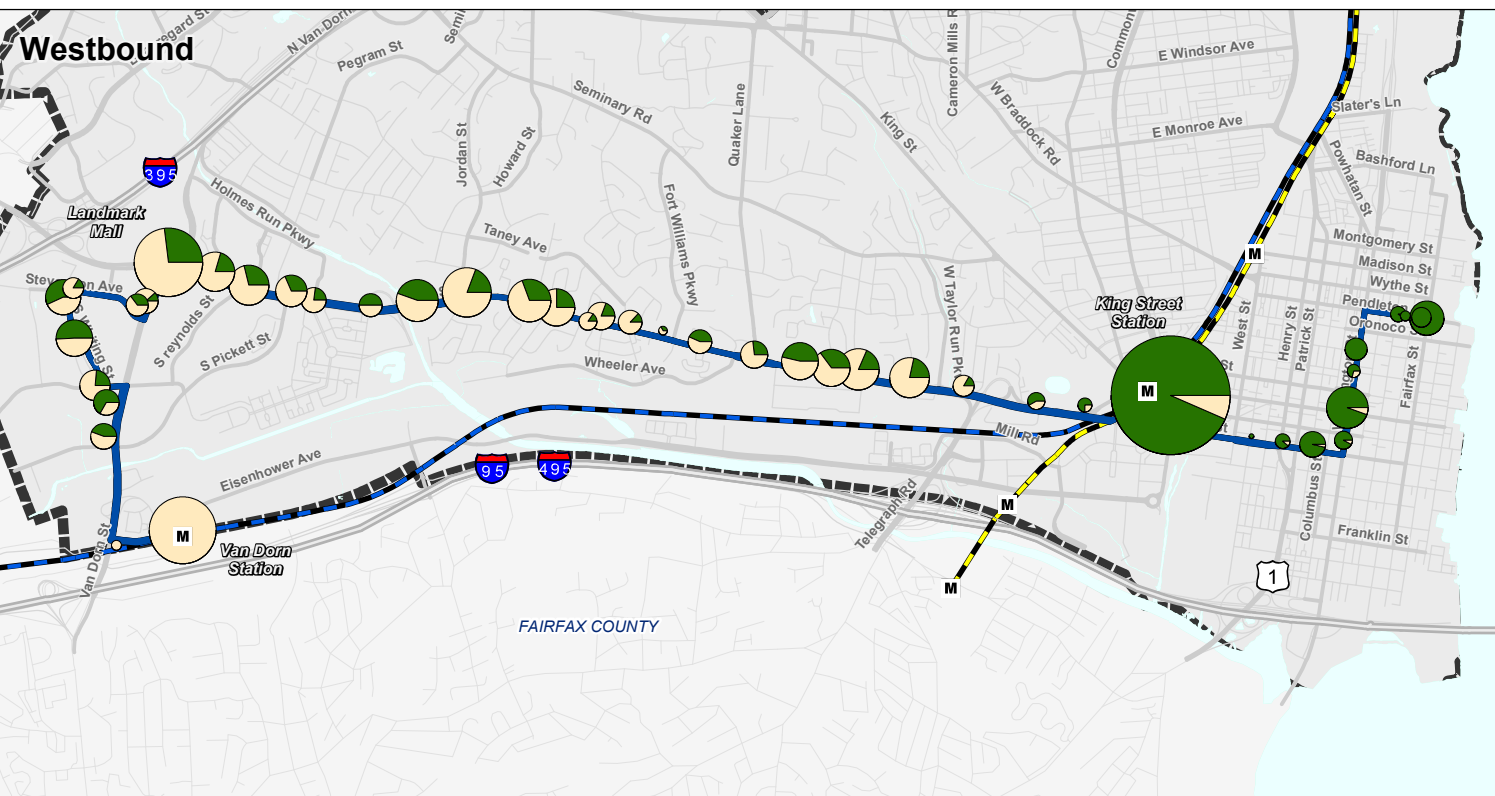 Westbound
N Van-Dorn
Pegram St
Seminary Rd
Jordan St
Howard St
Quaker Lane
Cameron Mills R
Common
E Windsor Ave
W Braddock Rd
King St
E Monroe Ave
Slater's Ln
Bashford Ln
Powhatan St
395
Landmark
Mall
Holmes Run Pkwy
Taney Ave
Fort Williams Pkwy
W Taylor Run Pk
M
Montgomery St
Madison St
Wythe St
Pendleton
Oronoco
King Street
Station
M
West St
Henry St
Patrick St
St
Fairfax St
S reynolds St
S Pickett St
Wheeler Ave
Mill Rd
Columbus St
Eisenhower Ave
95
495
Telegraph Rd
M
M
Van Dorn St
M
Van Dorn
Station
Franklin St
1
M
FAIRFAX COUNTY